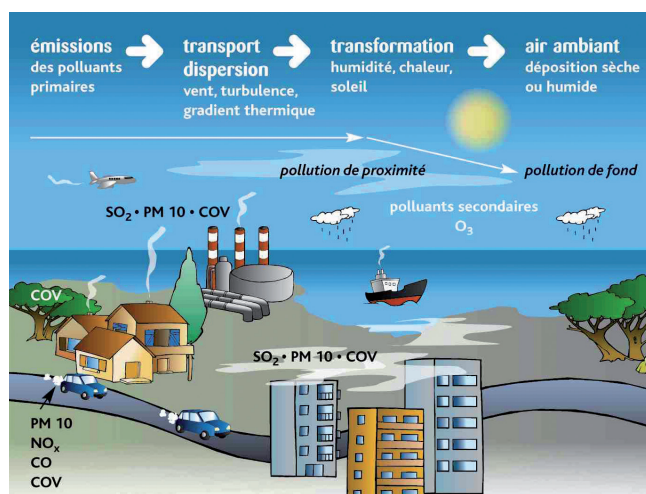 émissions
des polluants
primaires
transport
dispersion
vent, turbulence,
gradient thermique
transformation
humidité, chaleur,
soleil
air ambiant
déposition sèche
ou humide
pollution de proximité
pollution de fond
SO₂ • PM 10 • COV
polluants secondaires
O₃
COV
SO₂ • PM 10 • COV
PM 10
NOₓ
CO
COV